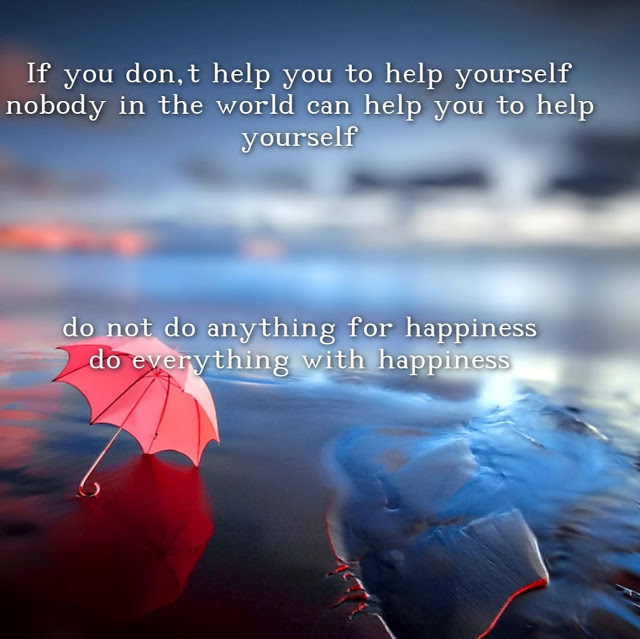 If you don,t help you to help yourself
nobody in the world can help you to help
yourself
do not do anything for happiness
do everything with happiness